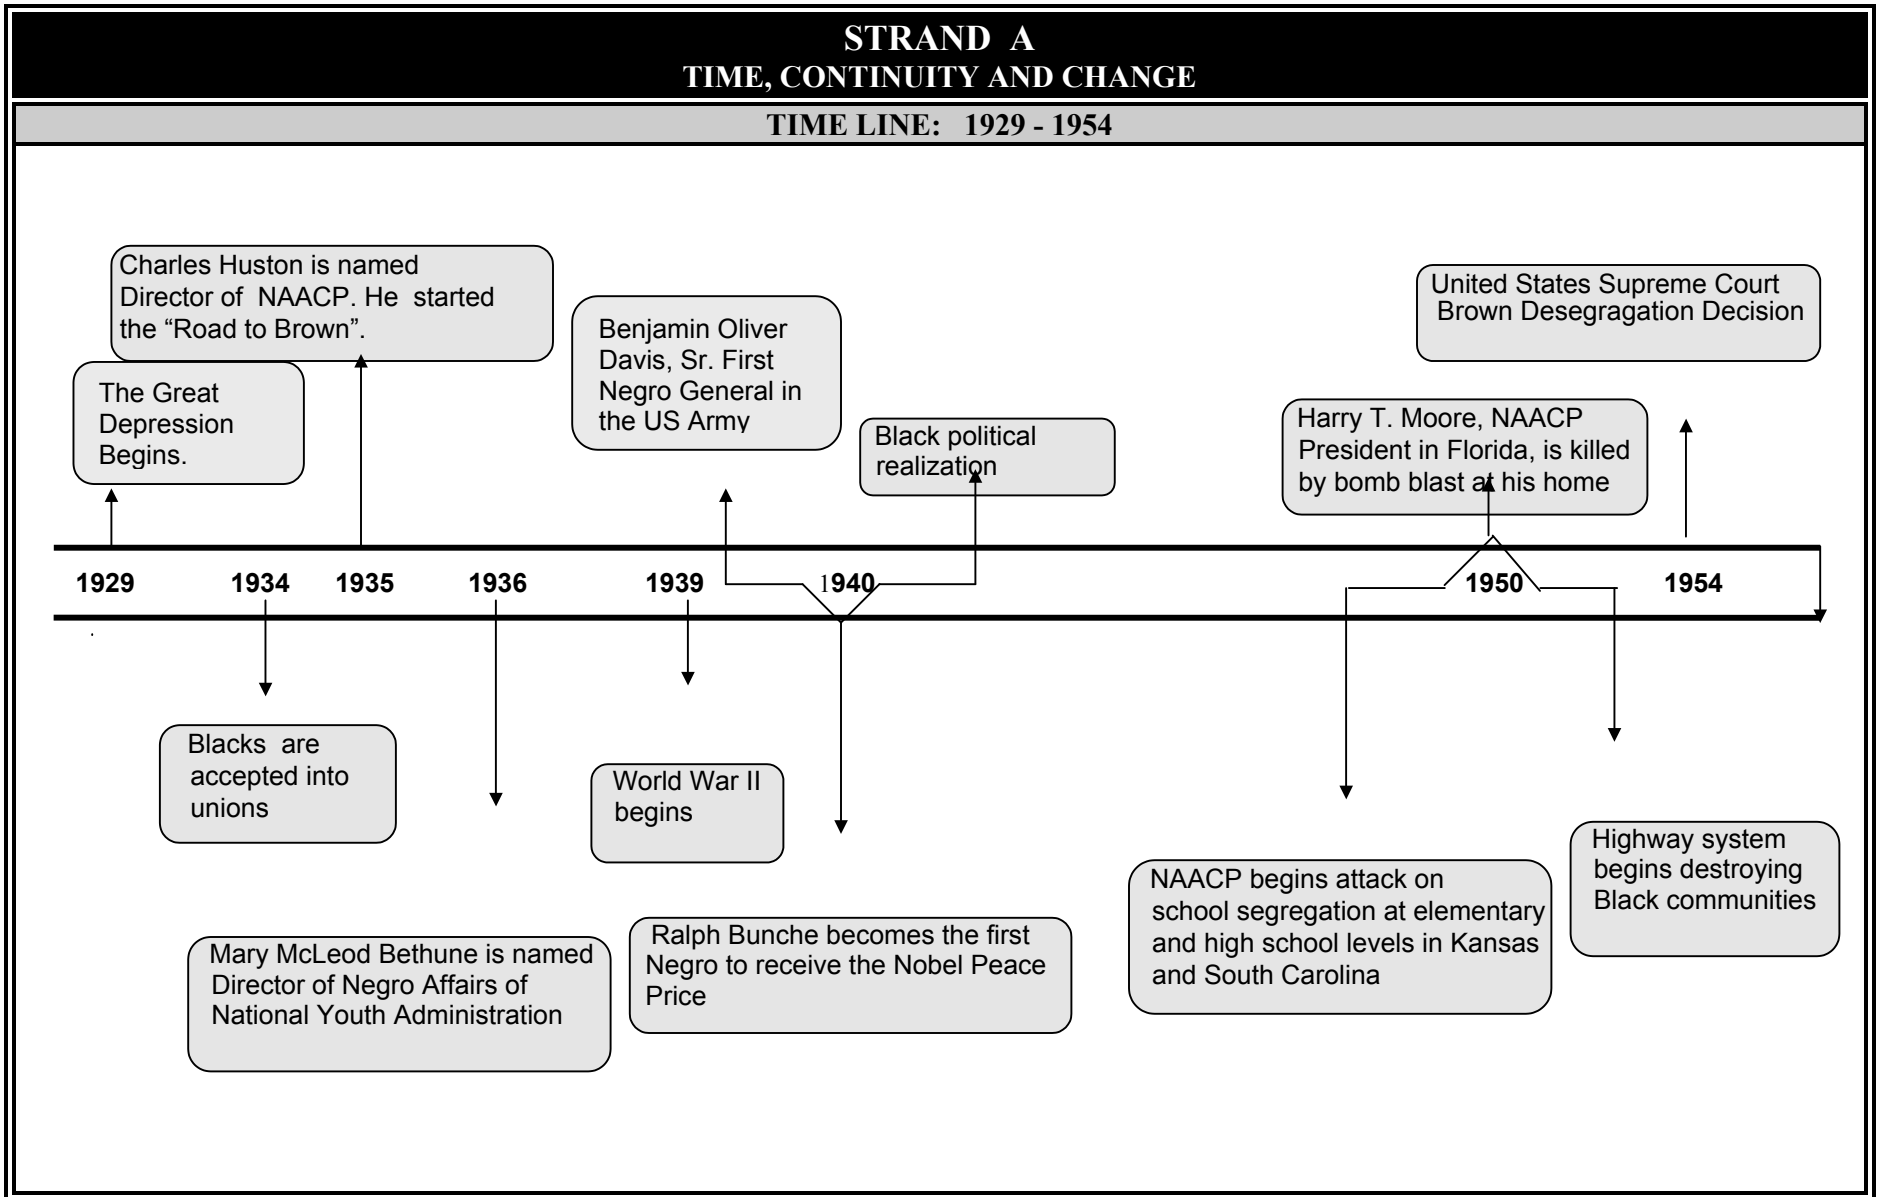 STRAND A
TIME, CONTINUITY AND CHANGE
TIME LINE: 1929 - 1954
Charles Huston is named
Director of NAACP. He started
the “Road to Brown”.
The Great
Depression
Begins.
Benjamin Oliver
Davis, Sr. First
Negro General in
the US Army
Black political
realization
Harry T. Moore, NAACP
President in Florida, is killed
by bomb blast at his home
United States Supreme Court
Brown Desegragation Decision
1929 1934 1935 1936 1939 1940 1950 1954
Blacks are
accepted into
unions
Mary McLeod Bethune is named
Director of Negro Affairs of
National Youth Administration
World War II
begins
Ralph Bunche becomes the first
Negro to receive the Nobel Peace
Price
NAACP begins attack on
school segregation at elementary
and high school levels in Kansas
and South Carolina
Highway system
begins destroying
Black communities